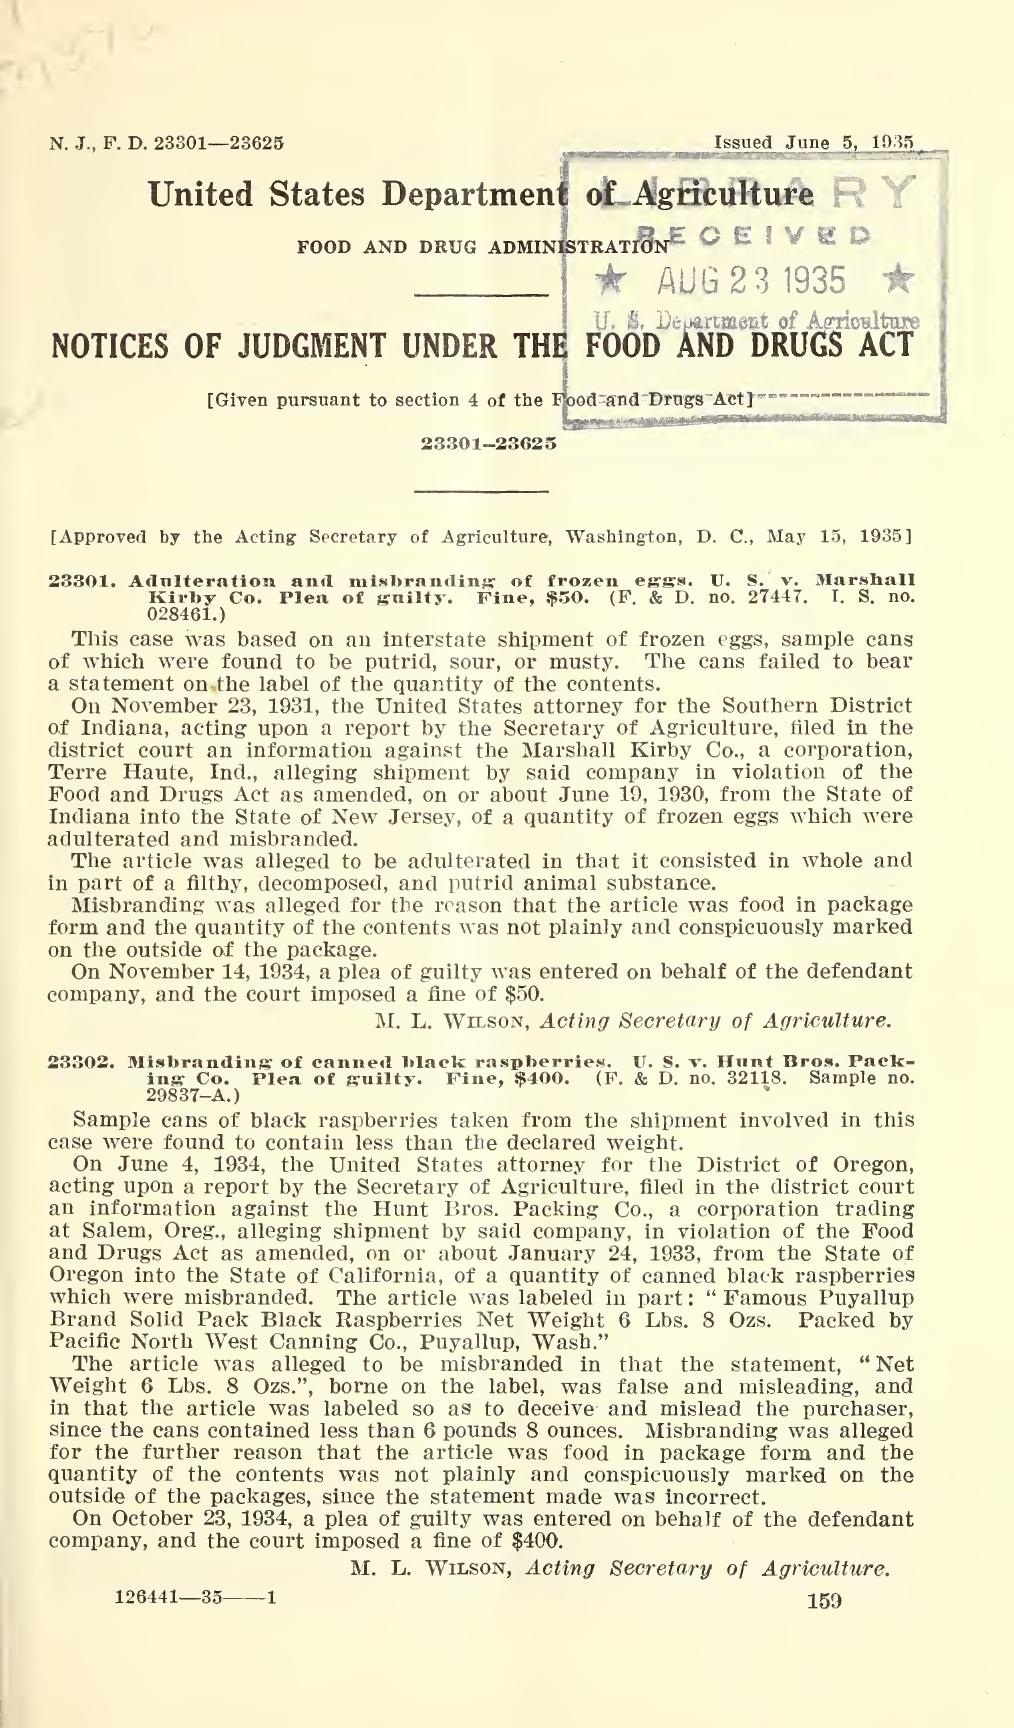 N. J., F. D. 23301—23625
Issued June 5, 1935
United States Department of Agriculture
LIBRARY
RECEIVED
★ AUG 23 1935 ★
U. S. Department of Agriculture
FOOD AND DRUG ADMINISTRATION
NOTICES OF JUDGMENT UNDER THE FOOD AND DRUGS ACT
[Given pursuant to section 4 of the Food and Drugs Act]
23301–23625
[Approved by the Acting Secretary of Agriculture, Washington, D. C., May 15, 1935]
23301. Adulteration and misbranding of frozen eggs. U. S. v. Marshall
Kirby Co. Plea of guilty. Fine, $50. (F. & D. no. 27447. I. S. no.
028461.)
This case was based on an interstate shipment of frozen eggs, sample cans
of which were found to be putrid, sour, or musty. The cans failed to bear
a statement on the label of the quantity of the contents.
On November 23, 1931, the United States attorney for the Southern District
of Indiana, acting upon a report by the Secretary of Agriculture, filed in the
district court an information against the Marshall Kirby Co., a corporation,
Terre Haute, Ind., alleging shipment by said company in violation of the
Food and Drugs Act as amended, on or about June 19, 1930, from the State of
Indiana into the State of New Jersey, of a quantity of frozen eggs which were
adulterated and misbranded.
The article was alleged to be adulterated in that it consisted in whole and
in part of a filthy, decomposed, and putrid animal substance.
Misbranding was alleged for the reason that the article was food in package
form and the quantity of the contents was not plainly and conspicuously marked
on the outside of the package.
On November 14, 1934, a plea of guilty was entered on behalf of the defendant
company, and the court imposed a fine of $50.
M. L. WILSON, Acting Secretary of Agriculture.
23302. Misbranding of canned black raspberries. U. S. v. Hunt Bros. Pack-
ing Co. Plea of guilty. Fine, $400. (F. & D. no. 32118. Sample no.
29837–A.)
Sample cans of black raspberries taken from the shipment involved in this
case were found to contain less than the declared weight.
On June 4, 1934, the United States attorney for the District of Oregon,
acting upon a report by the Secretary of Agriculture, filed in the district court
an information against the Hunt Bros. Packing Co., a corporation trading
at Salem, Oreg., alleging shipment by said company, in violation of the Food
and Drugs Act as amended, on or about January 24, 1933, from the State of
Oregon into the State of California, of a quantity of canned black raspberries
which were misbranded. The article was labeled in part: “ Famous Puyallup
Brand Solid Pack Black Raspberries Net Weight 6 Lbs. 8 Ozs. Packed by
Pacific North West Canning Co., Puyallup, Wash.”
The article was alleged to be misbranded in that the statement, “ Net
Weight 6 Lbs. 8 Ozs.”, borne on the label, was false and misleading, and
in that the article was labeled so as to deceive and mislead the purchaser,
since the cans contained less than 6 pounds 8 ounces. Misbranding was alleged
for the further reason that the article was food in package form and the
quantity of the contents was not plainly and conspicuously marked on the
outside of the packages, since the statement made was incorrect.
On October 23, 1934, a plea of guilty was entered on behalf of the defendant
company, and the court imposed a fine of $400.
M. L. WILSON, Acting Secretary of Agriculture.
126441—35——1
159